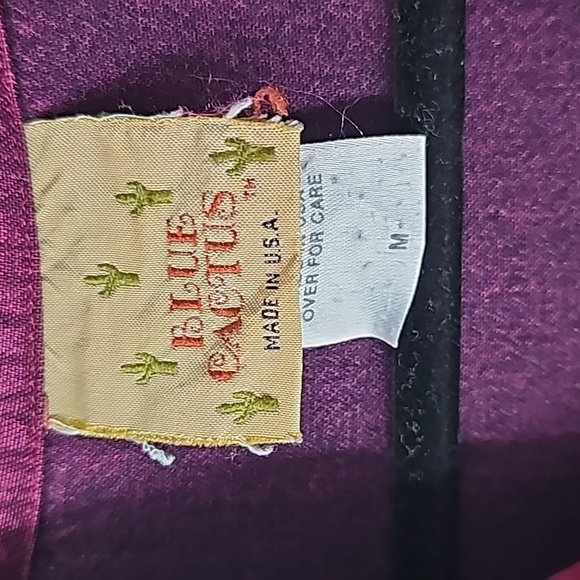 BLUE
CACTUS™
MADE IN U.S.A.
OVER FOR CARE
M